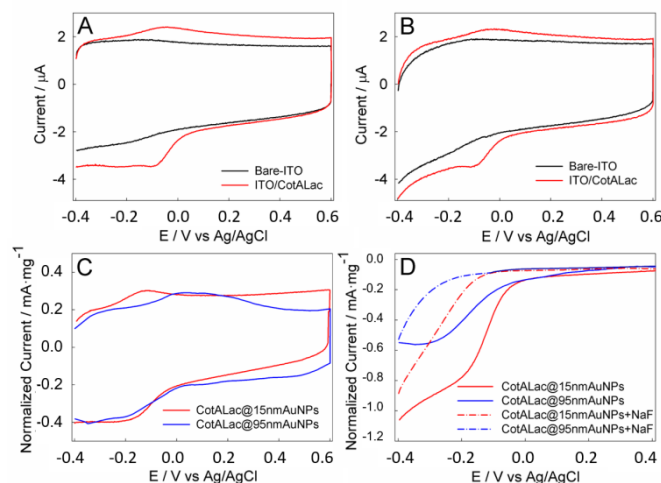 A
2
0
-2
-4
Current / µA
Bare-ITO
ITO/CotALac
-0.4 -0.2 0.0 0.2 0.4 0.6
E / V vs Ag/AgCl
B
2
0
-2
-4
Current / µA
Bare-ITO
ITO/CotALac
-0.4 -0.2 0.0 0.2 0.4 0.6
E / V vs Ag/AgCl
C
0.4
0.2
0.0
-0.2
-0.4
Normalized Current / mA·mg⁻¹
CotALac@15nmAuNPs
CotALac@95nmAuNPs
-0.4 -0.2 0.0 0.2 0.4 0.6
E / V vs Ag/AgCl
D
0.0
-0.2
-0.4
-0.6
-0.8
-1.0
-1.2
Normalized Current / mA·mg⁻¹
CotALac@15nmAuNPs
CotALac@95nmAuNPs
CotALac@15nmAuNPs+NaF
CotALac@95nmAuNPs+NaF
-0.4 -0.2 0.0 0.2 0.4
E / V vs Ag/AgCl